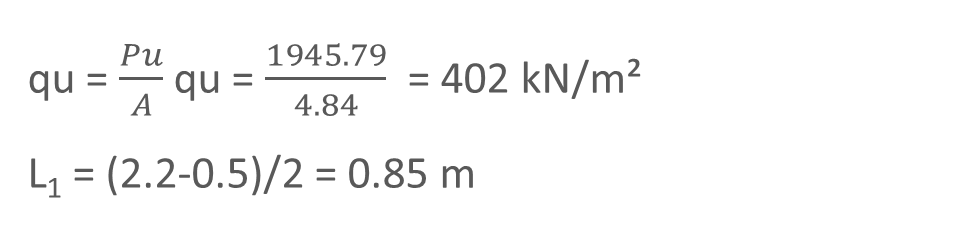 qu = Pu/A qu = 1945.79/4.84 = 402 kN/m²
L₁ = (2.2-0.5)/2 = 0.85 m